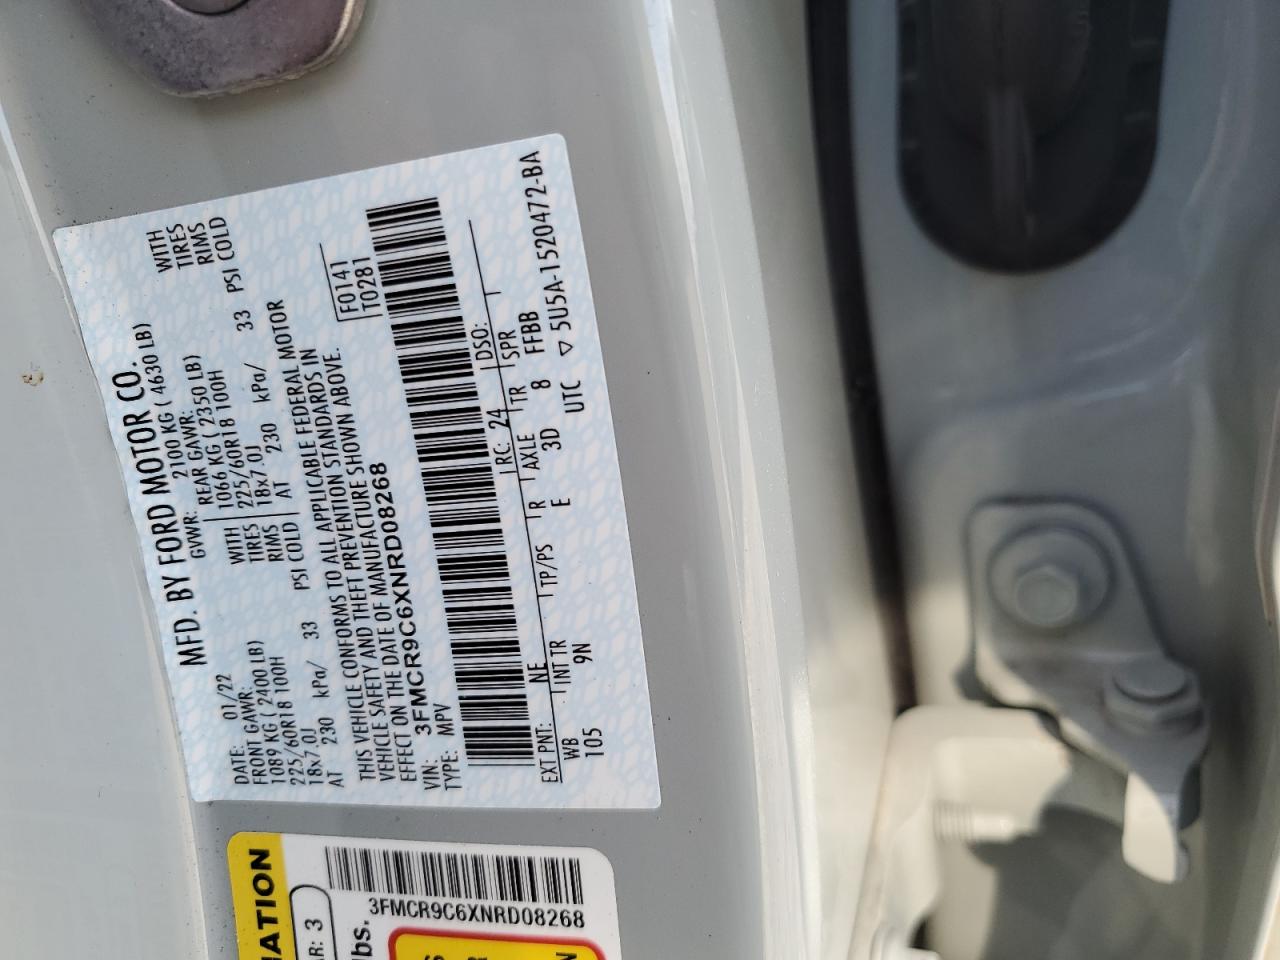 MFD. BY FORD MOTOR CO.
DATE: 01/22 GVWR: 2100 KG ( 4630 LB)
FRONT GAWR: REAR GAWR:
1089 KG ( 2400 LB) WITH 1066 KG ( 2350 LB) WITH
225/60R18 100H TIRES 225/60R18 100H TIRES
18x7.0J RIMS 18x7.0J RIMS
AT 230 kPa/ 33 PSI COLD AT 230 kPa/ 33 PSI COLD
THIS VEHICLE CONFORMS TO ALL APPLICABLE FEDERAL MOTOR
VEHICLE SAFETY AND THEFT PREVENTION STANDARDS IN
EFFECT ON THE DATE OF MANUFACTURE SHOWN ABOVE.
F0141
T0281
VIN: 3FMCR9C6XNRD08268
TYPE: MPV
EXT PNT: NE RC: 24 DSO:
WB INT TR TP/PS R AXLE TR SPR
105 9N E 3D 8 FFBB
UTC ▽ 5U5A-1520472-BA
AR: 3
lbs.
3FMCR9C6XNRD08268